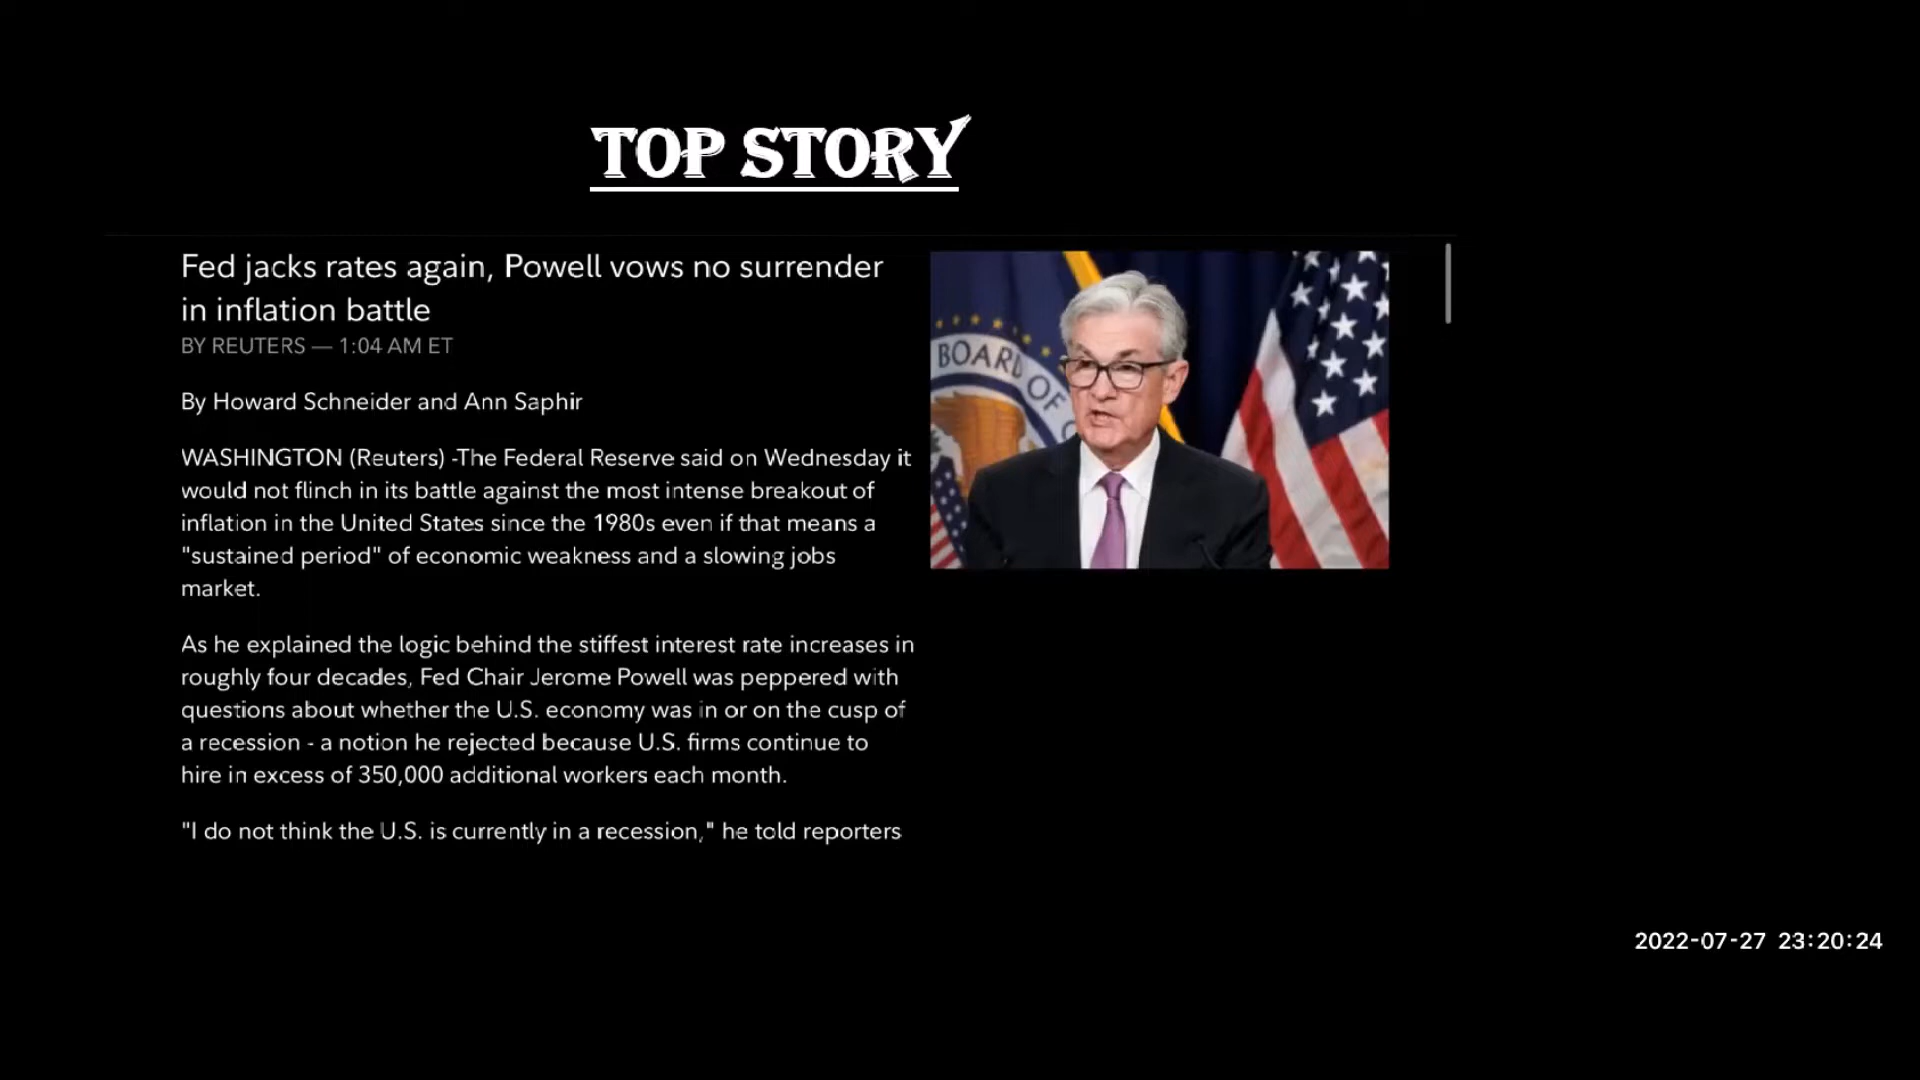 TOP STORY
Fed jacks rates again, Powell vows no surrender
in inflation battle
BY REUTERS — 1:04 AM ET
By Howard Schneider and Ann Saphir
WASHINGTON (Reuters) -The Federal Reserve said on Wednesday it
would not flinch in its battle against the most intense breakout of
inflation in the United States since the 1980s even if that means a
"sustained period" of economic weakness and a slowing jobs
market.
As he explained the logic behind the stiffest interest rate increases in
roughly four decades, Fed Chair Jerome Powell was peppered with
questions about whether the U.S. economy was in or on the cusp of
a recession - a notion he rejected because U.S. firms continue to
hire in excess of 350,000 additional workers each month.
"I do not think the U.S. is currently in a recession," he told reporters
BOARD OF
2022-07-27 23:20:24